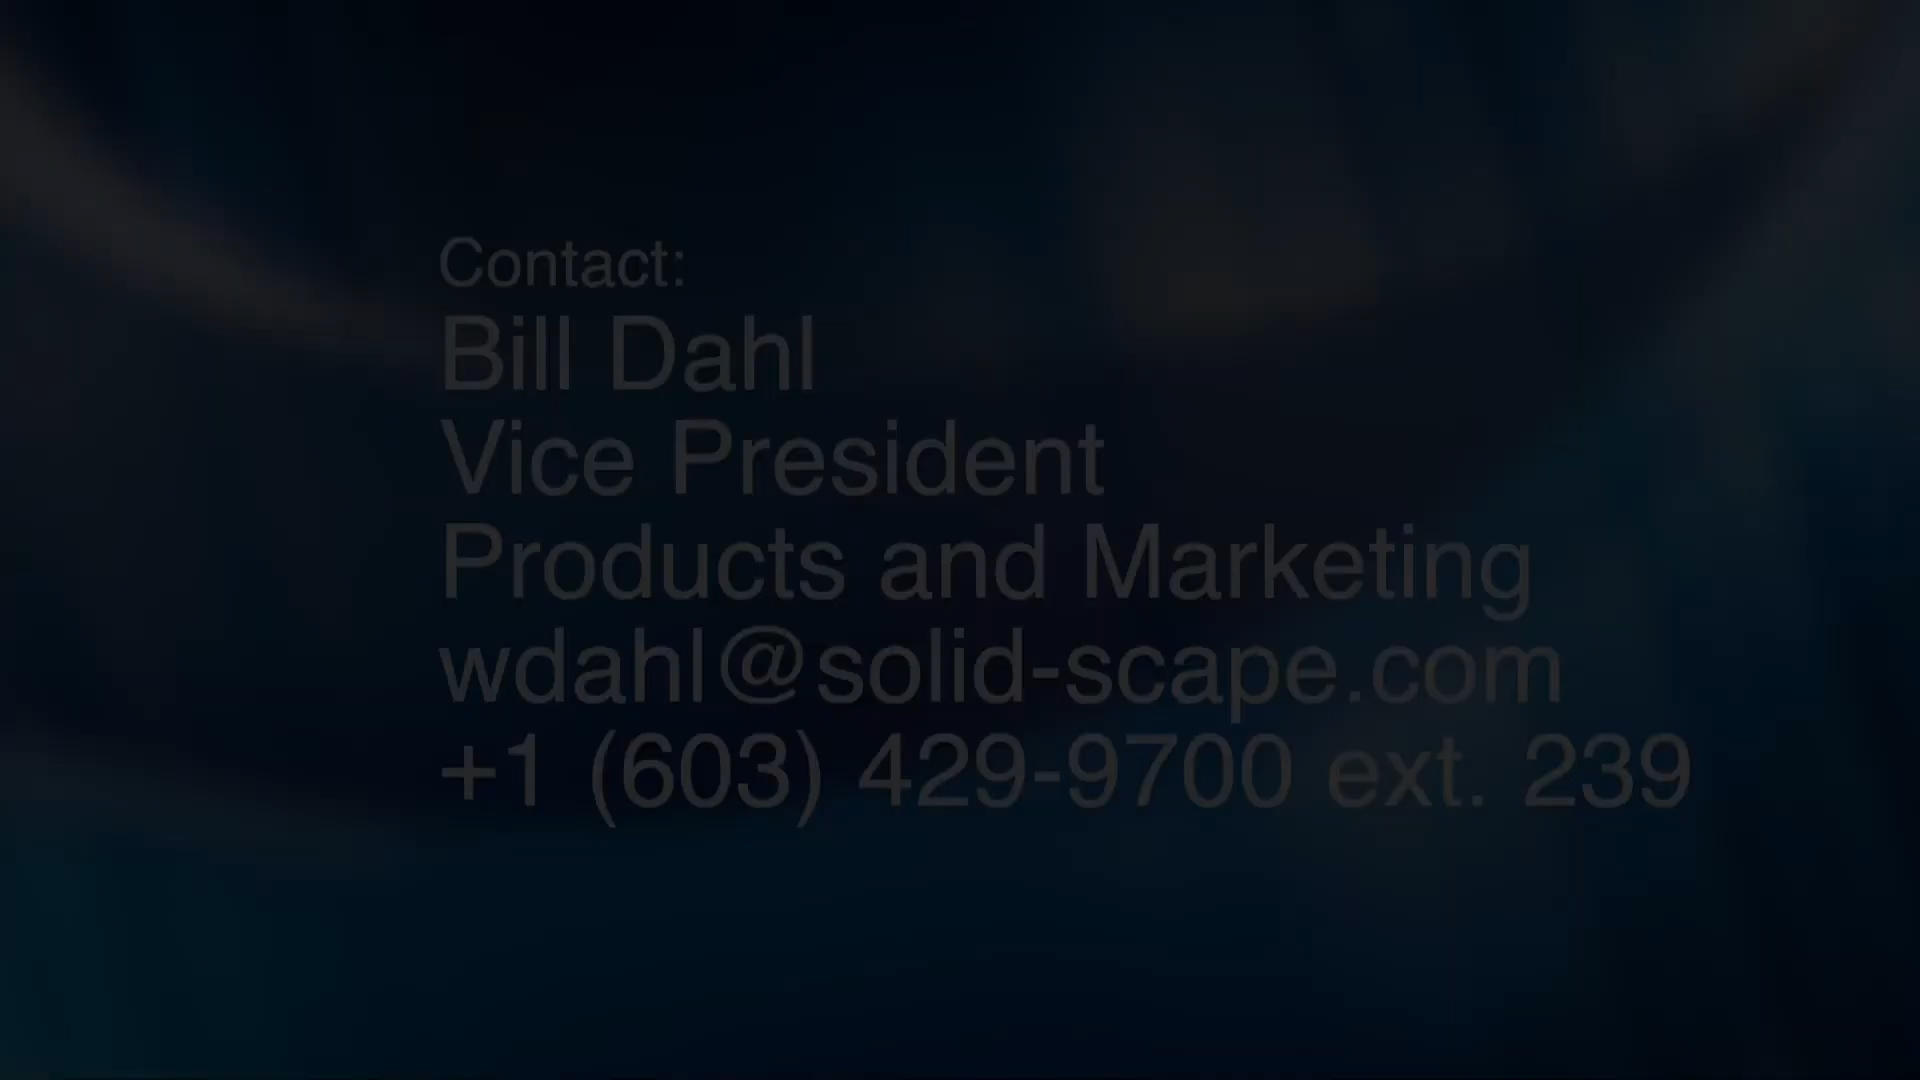 Contact:
Bill Dahl
Vice President
Products and Marketing
wdahl@solid-scape.com
+1 (603) 429-9700 ext. 239